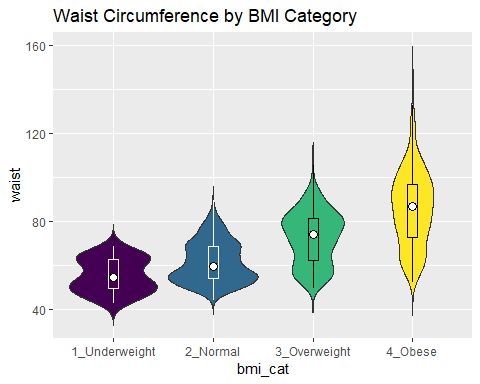 Waist Circumference by BMI Category
160
120
80
40
waist
1_Underweight 2_Normal 3_Overweight 4_Obese
bmi_cat